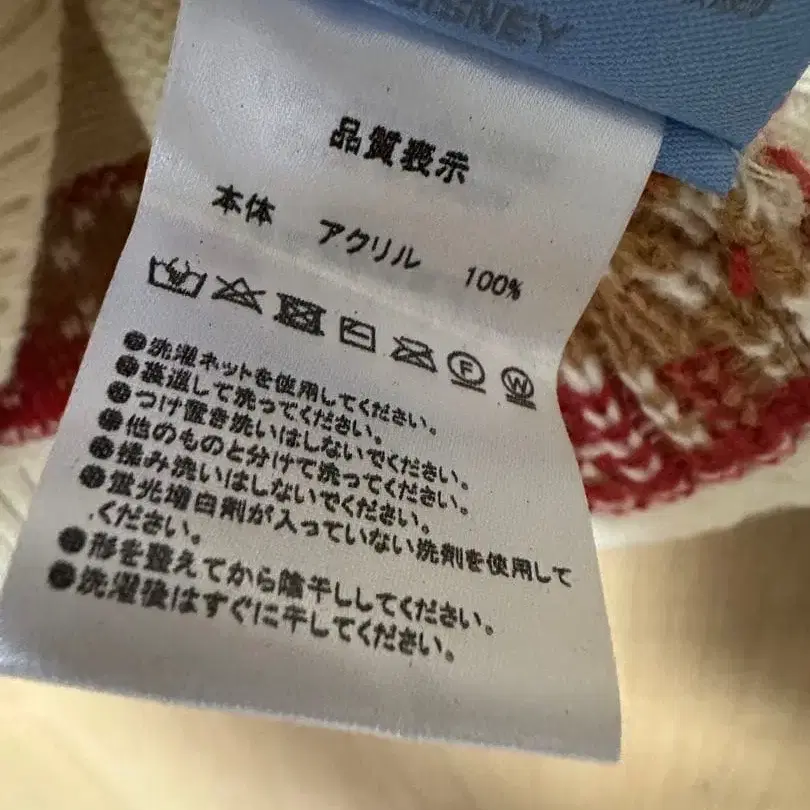 DISNEY
品質表示
本体 アクリル 100%
F W
●洗濯ネットを使用してください。
●裏返して洗ってください。
●つけ置き洗いはしないでください。
●他のものと分けて洗ってください。
●揉み洗いはしないでください。
●蛍光増白剤が入っていない洗剤を使用して
ください。
●形を整えてから陰干ししてください。
●洗濯後はすぐに干してください。